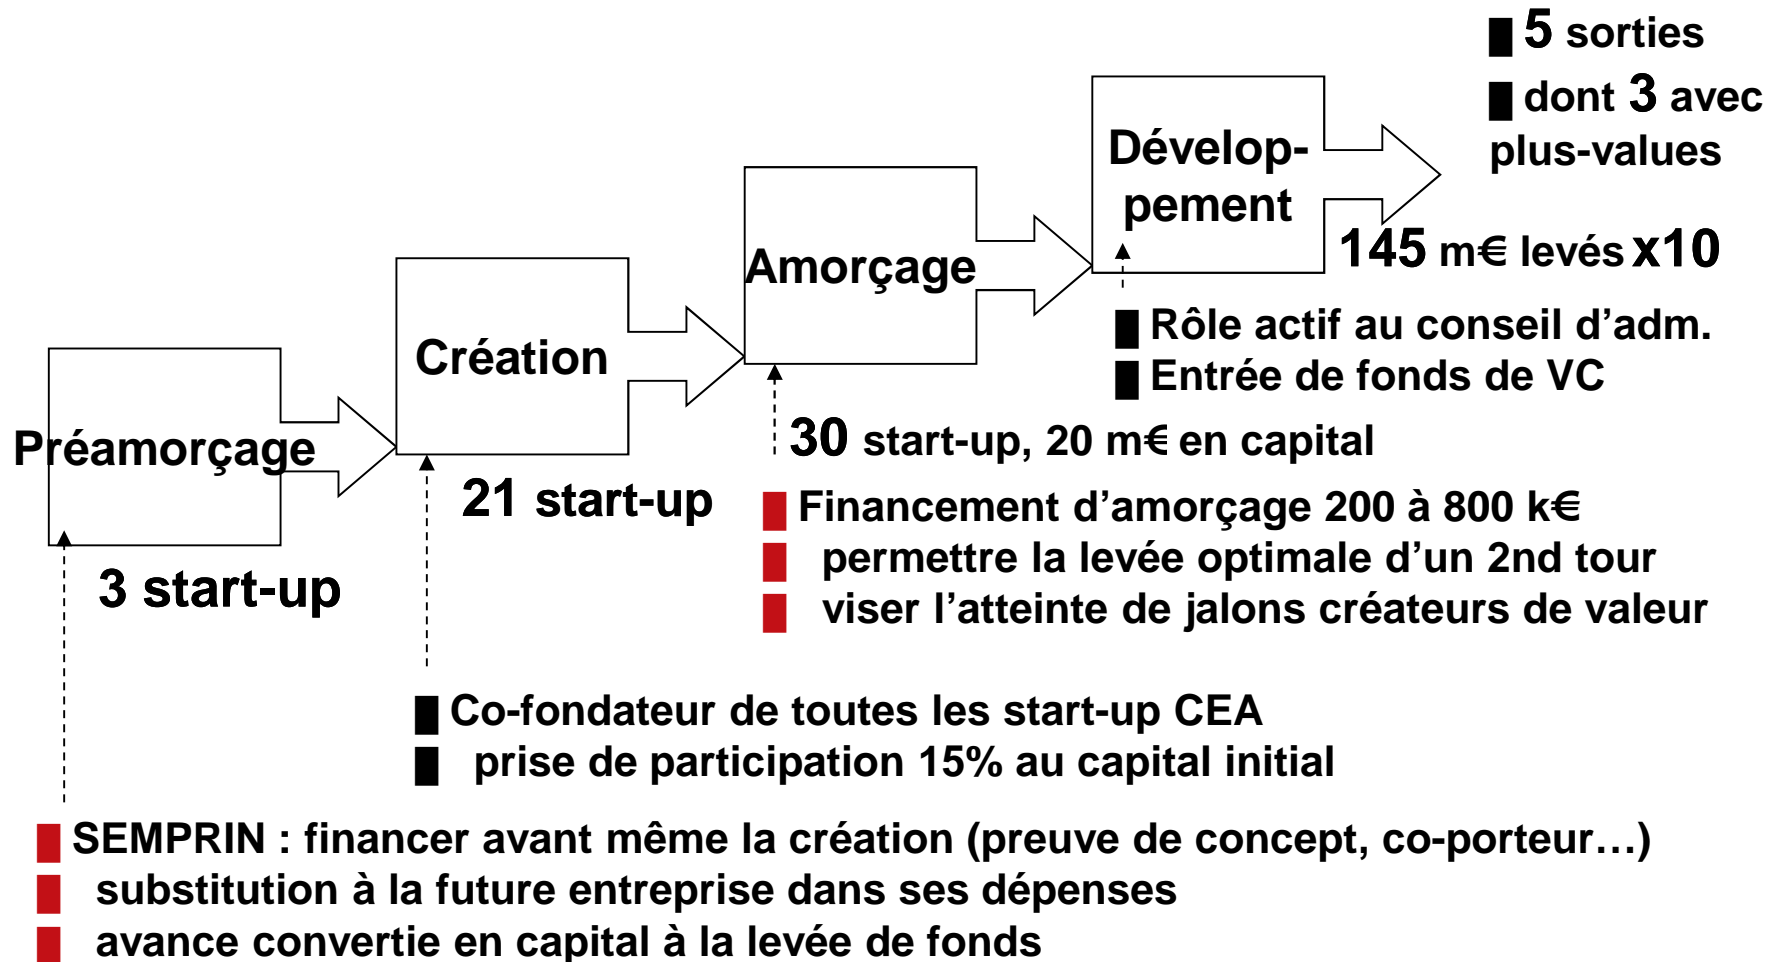 5 sorties
dont 3 avec
plus-values
Dévelop-
pement
145 m€ levés x10
Rôle actif au conseil d’adm.
Entrée de fonds de VC
Amorçage
30 start-up, 20 m€ en capital
Financement d’amorçage 200 à 800 k€
permettre la levée optimale d’un 2nd tour
viser l’atteinte de jalons créateurs de valeur
Création
21 start-up
Co-fondateur de toutes les start-up CEA
prise de participation 15% au capital initial
Préamorçage
3 start-up
SEMPRIN : financer avant même la création (preuve de concept, co-porteur…)
substitution à la future entreprise dans ses dépenses
avance convertie en capital à la levée de fonds